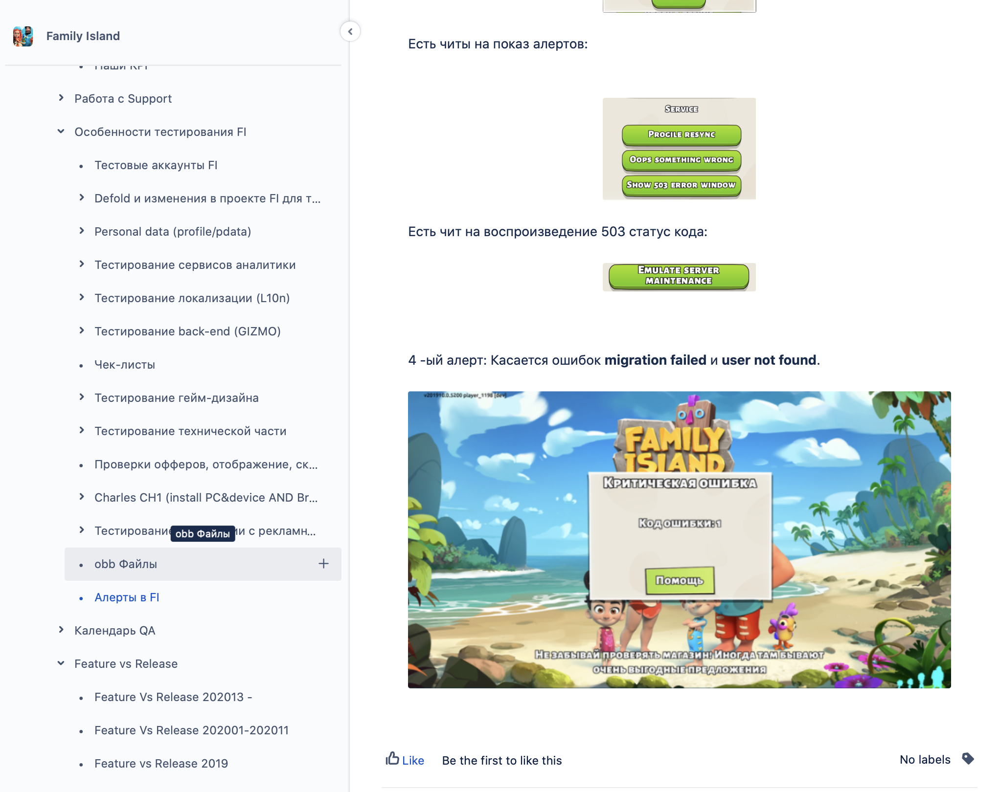 Family Island
Наши KPI
Работа с Support
Особенности тестирования FI
Тестовые аккаунты FI
Defold и изменения в проекте FI для т...
Personal data (profile/pdata)
Тестирование сервисов аналитики
Тестирование локализации (L10n)
Тестирование back-end (GIZMO)
Чек-листы
Тестирование гейм-дизайна
Тестирование технической части
Проверки офферов, отображение, ск...
Charles CH1 (install PC&device AND Br...
Тестирование ии с рекламн...
obb Файлы
obb Файлы
Алерты в FI
Календарь QA
Feature vs Release
Feature Vs Release 202013 -
Feature Vs Release 202001-202011
Feature vs Release 2019
Есть читы на показ алертов:
Service
Progile resync
Oops something wrong
Show 503 error window
Есть чит на воспроизведение 503 статус кода:
Emulate server
maintenance
4 -ый алерт: Касается ошибок migration failed и user not found.
v201910.0.5200 player_1198 [dev]
FAMILY
ISLAND
Критическая ошибка
Код ошибки: 1
Помощь
Не забывай проверять магазин! Иногда там бывают
очень выгодные предложения
Like
Be the first to like this
No labels